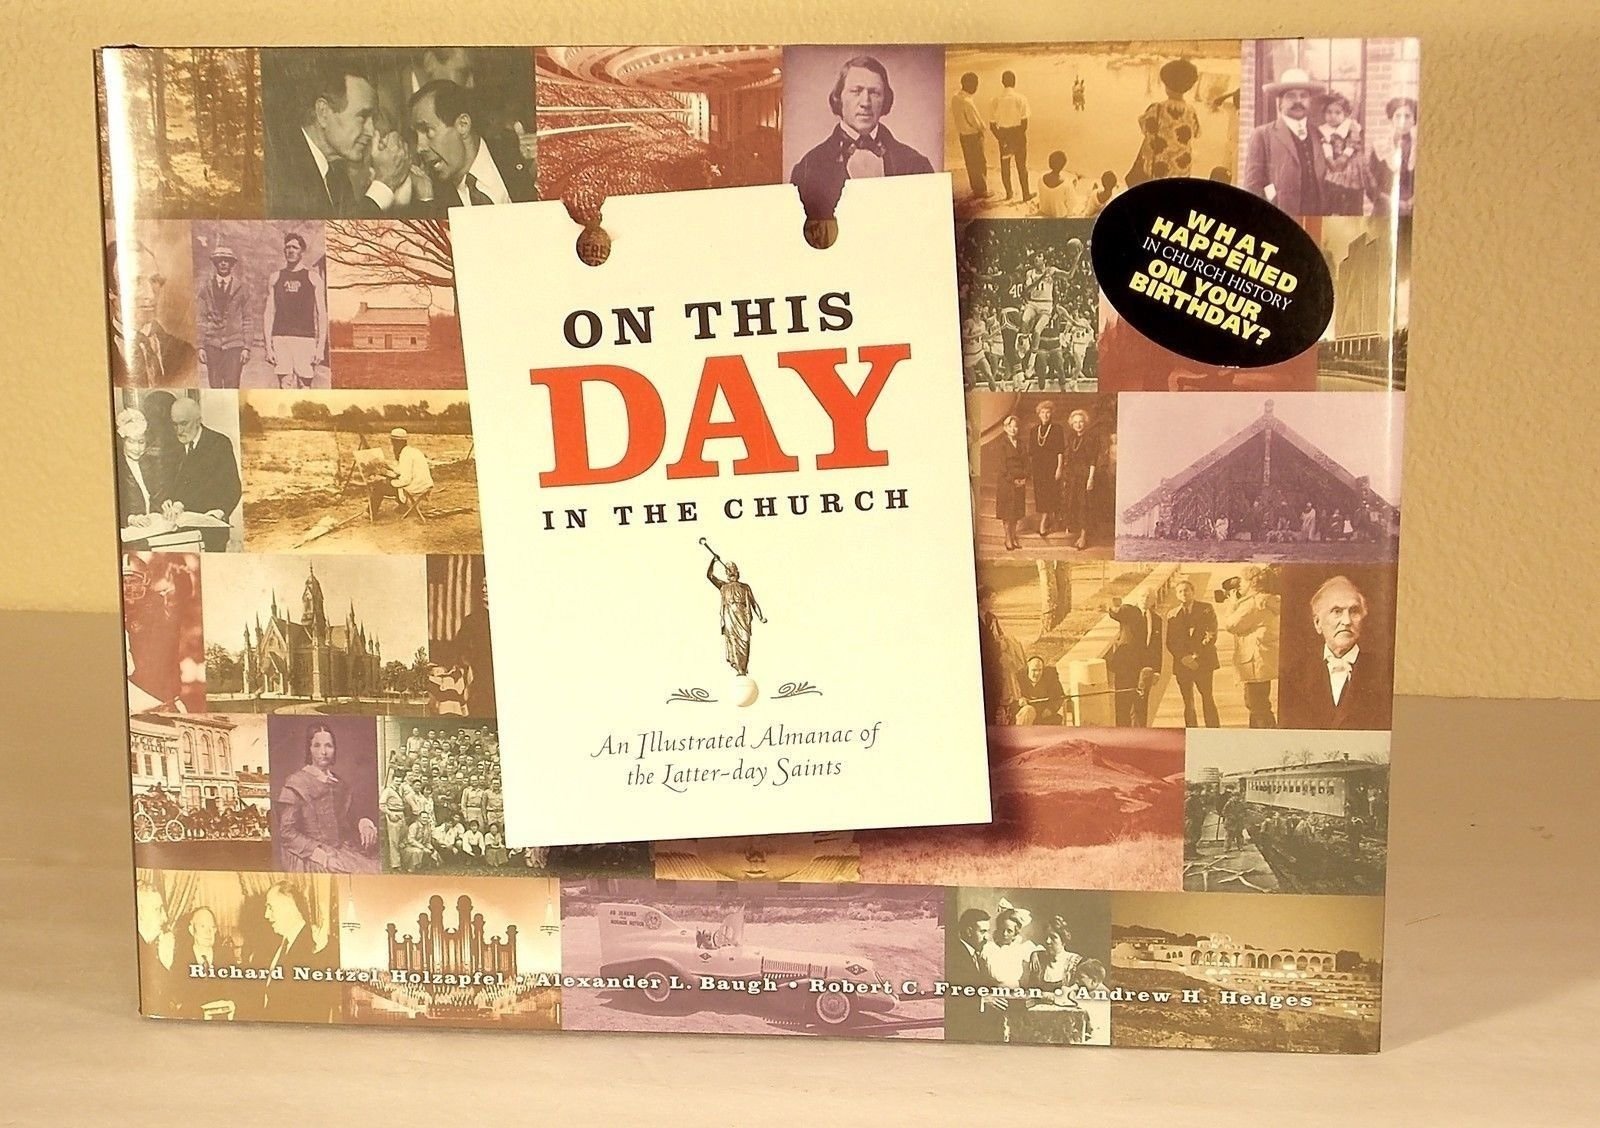 WHAT
HAPPENED
IN CHURCH HISTORY
ON YOUR
BIRTHDAY?
ON THIS
DAY
IN THE CHURCH
An Illustrated Almanac of
the Latter-day Saints
Richard Neitzel Holzapfel • Alexander L. Baugh • Robert C. Freeman • Andrew H. Hedges